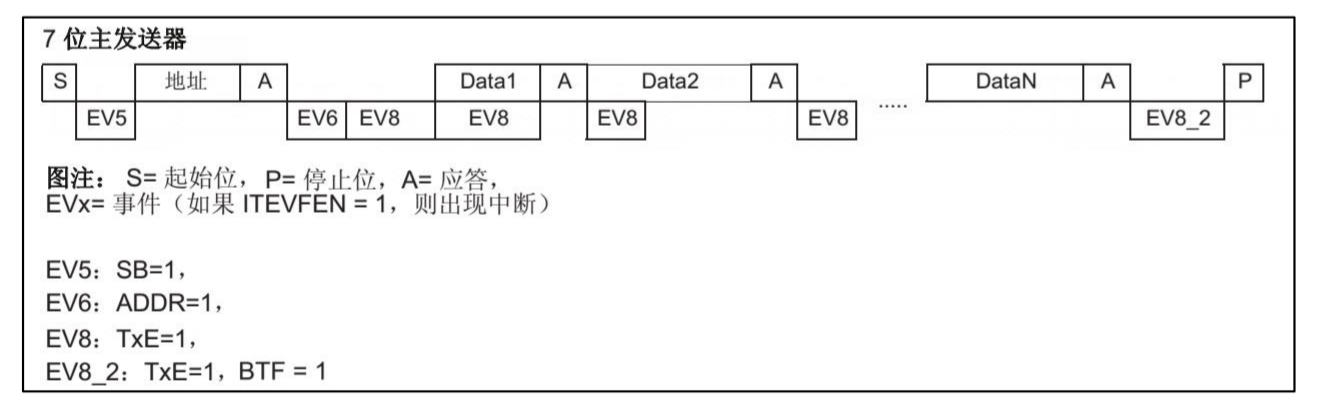 7 位主发送器
S 地址 A Data1 A Data2 A ..... DataN A P
EV5 EV6 EV8 EV8 EV8 EV8 EV8_2
图注： S= 起始位，P= 停止位，A= 应答，
EVx= 事件（如果 ITEVFEN = 1，则出现中断）
EV5：SB=1，
EV6：ADDR=1，
EV8：TxE=1，
EV8_2：TxE=1，BTF = 1